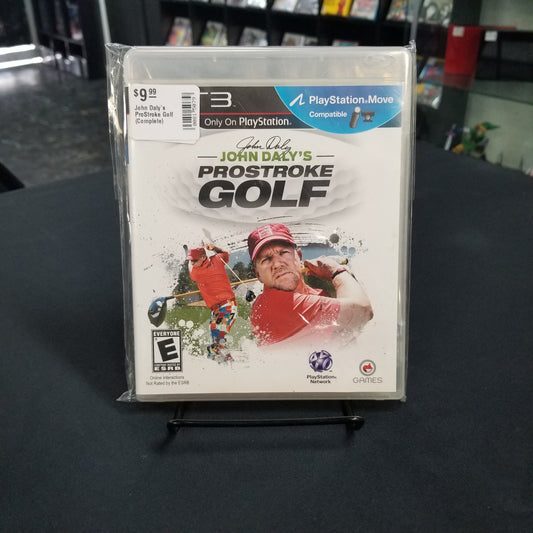 $9.99
John Daly's
ProStroke Golf
(Complete)
PlayStation®Move
Compatible
Only On PlayStation®
John Daly
JOHN DALY'S
PROSTROKE
GOLF
EVERYONE
E
ESRB
Online interactions
Not Rated by the ESRB
PlayStation®
Network
GAMES